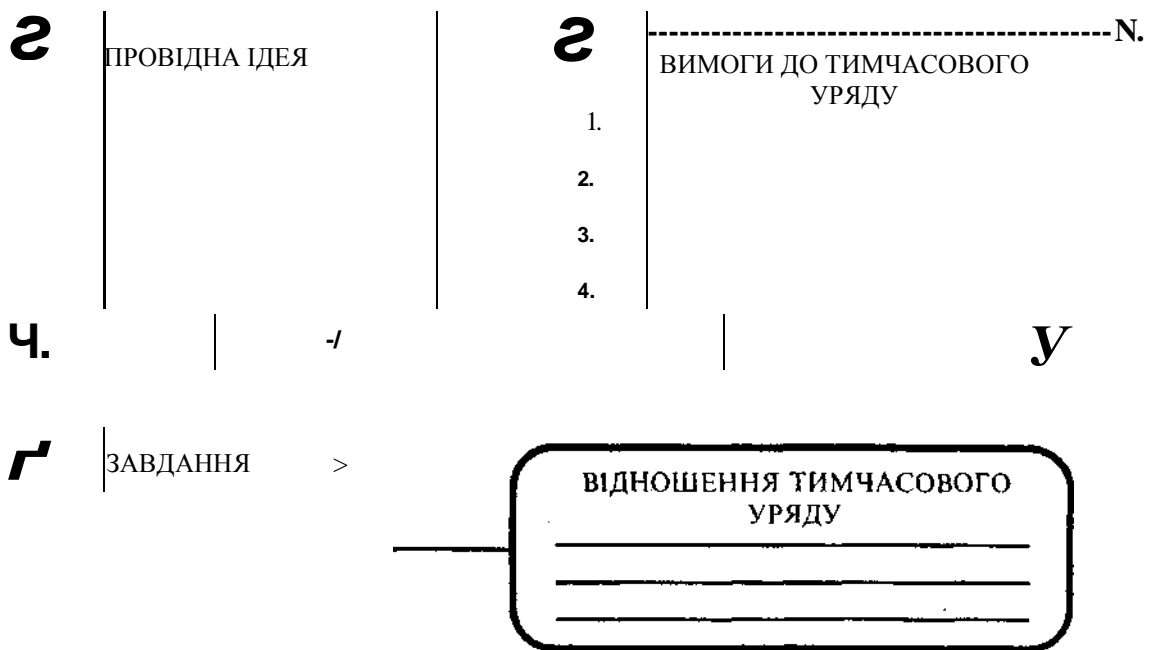 г
ПРОВІДНА ІДЕЯ
г
---------------------------------------N.
ВИМОГИ ДО ТИМЧАСОВОГО
УРЯДУ
1.
2.
3.
4.
Ч.
-/
У
ґ
ЗАВДАННЯ >
ВІДНОШЕННЯ ТИМЧАСОВОГО
УРЯДУ